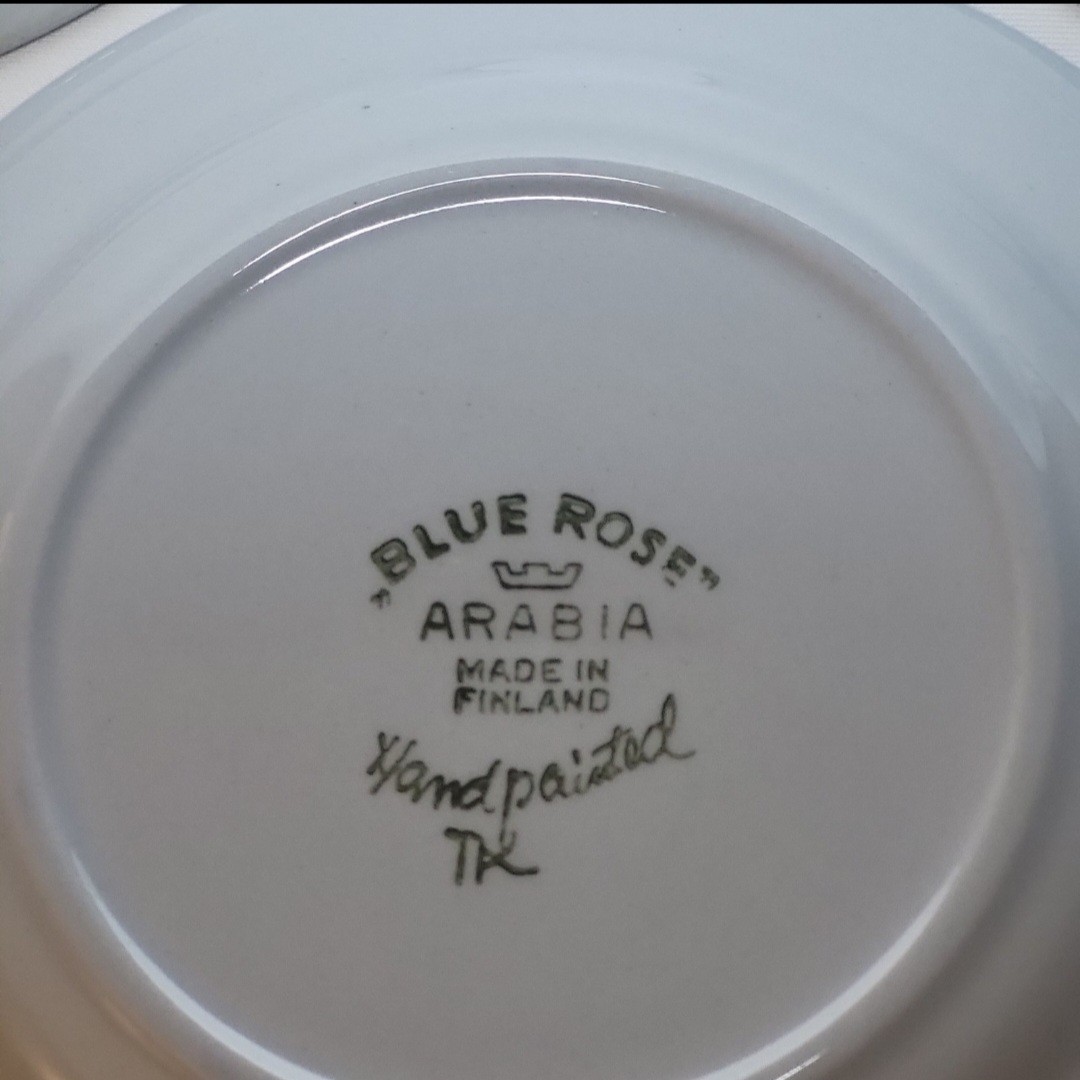 „BLUE ROSE”
ARABIA
MADE IN
FINLAND
Handpainted
TK